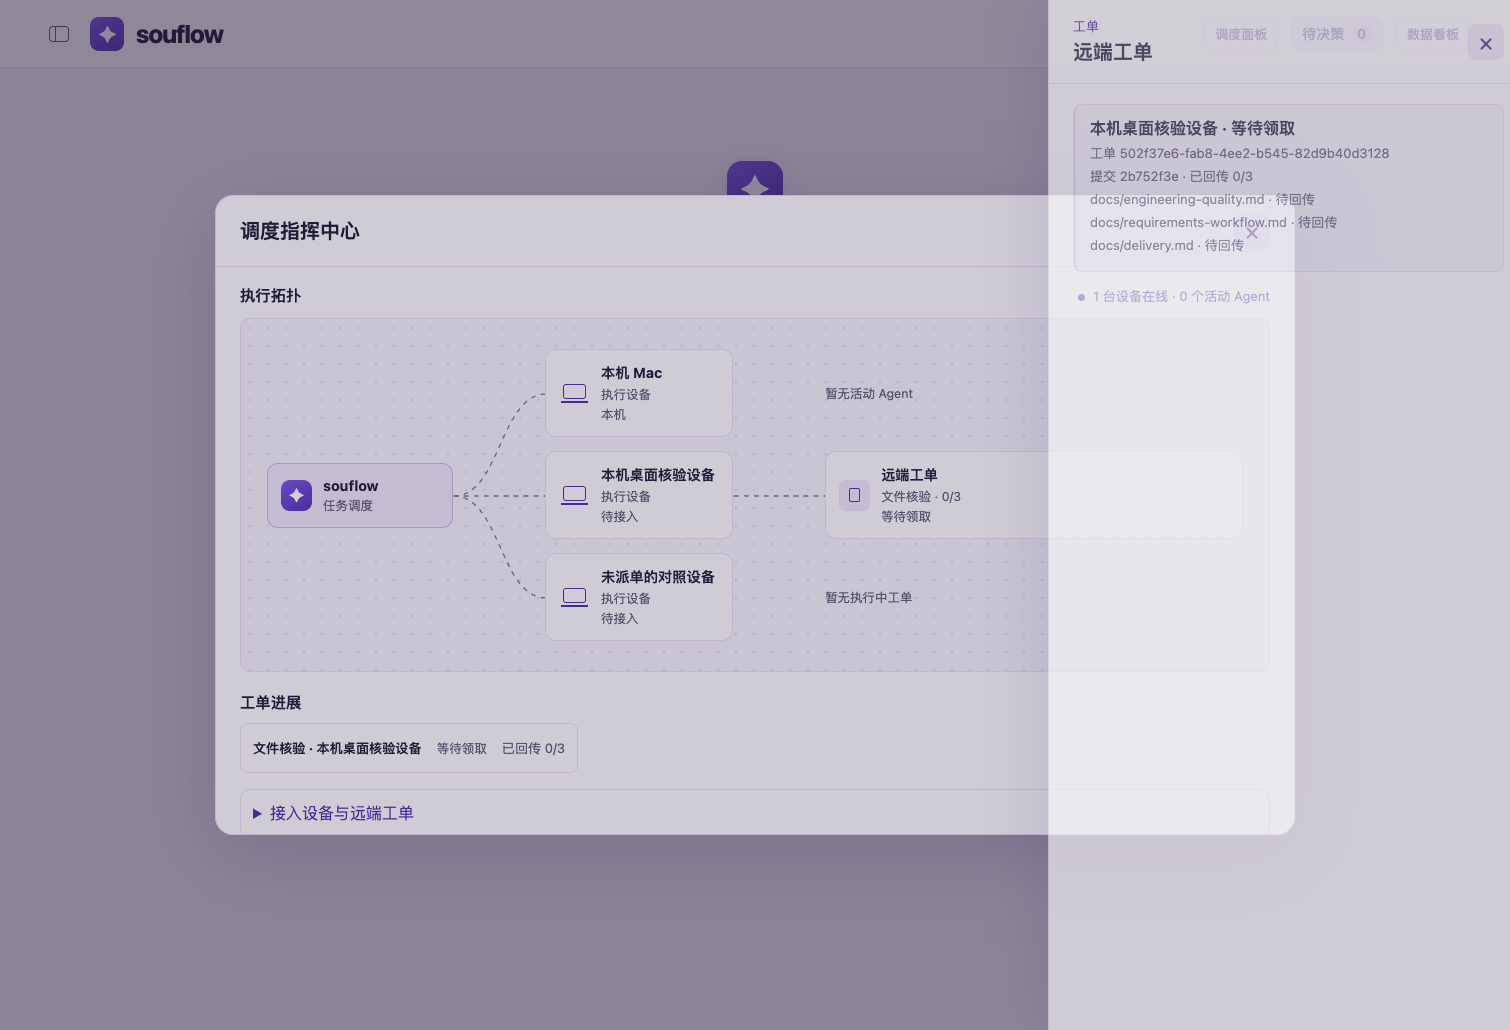 souflow
工单
远端工单
调度面板
待决策 0
数据看板
本机桌面核验设备 · 等待领取
工单 502f37e6-fab8-4ee2-b545-82d9b40d3128
提交 2b752f3e · 已回传 0/3
docs/engineering-quality.md · 待回传
docs/requirements-workflow.md · 待回传
docs/delivery.md · 待回传
调度指挥中心
执行拓扑
1 台设备在线 · 0 个活动 Agent
souflow
任务调度
本机 Mac
执行设备
本机
暂无活动 Agent
本机桌面核验设备
执行设备
待接入
远端工单
文件核验 · 0/3
等待领取
未派单的对照设备
执行设备
待接入
暂无执行中工单
工单进展
文件核验 · 本机桌面核验设备 等待领取 已回传 0/3
接入设备与远端工单